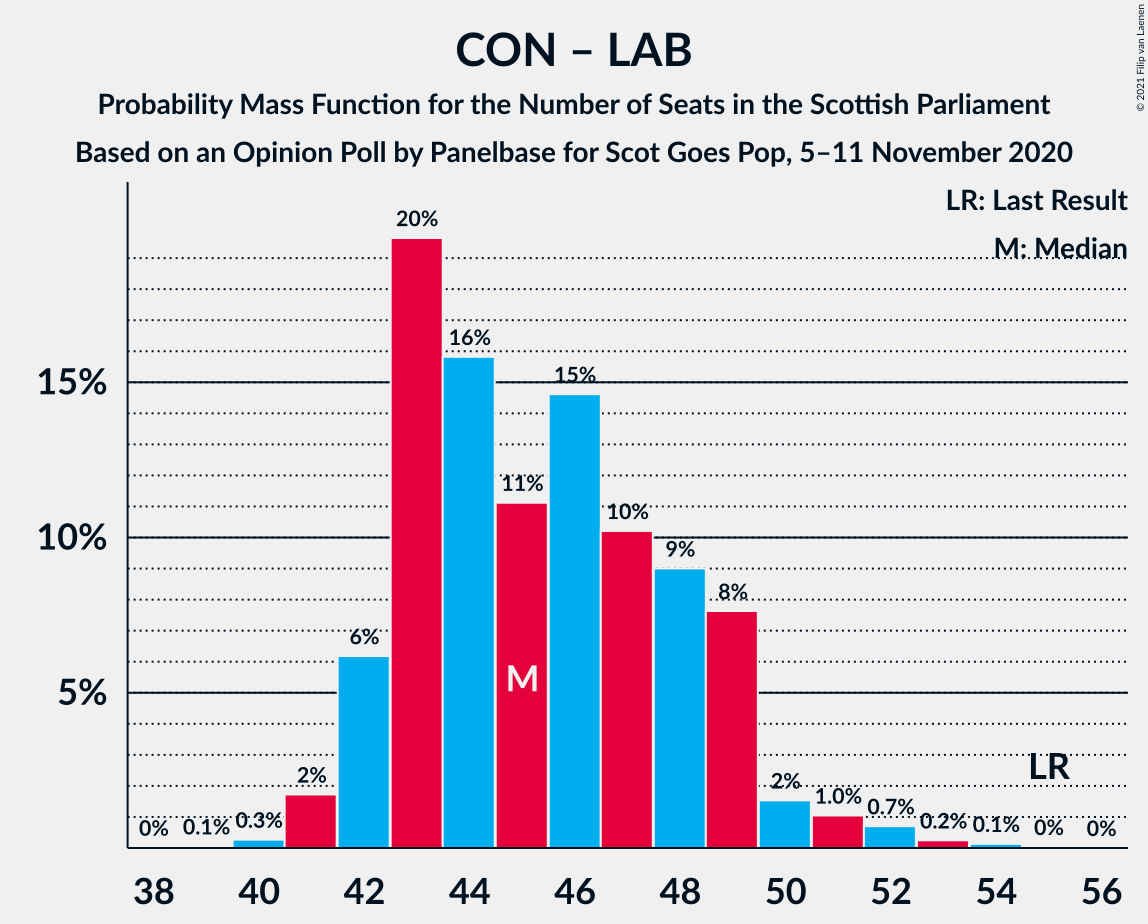 CON – LAB
Probability Mass Function for the Number of Seats in the Scottish Parliament
Based on an Opinion Poll by Panelbase for Scot Goes Pop, 5–11 November 2020
© 2021 Filip van Laenen
LR: Last Result
M: Median
20%
16%
15%
15%
11%
10%
10%
9%
8%
6%
M
5%
LR
2%
2%
1.0%
0.7%
0%
0.1%
0.3%
0.2%
0.1%
0%
0%
38 40 42 44 46 48 50 52 54 56